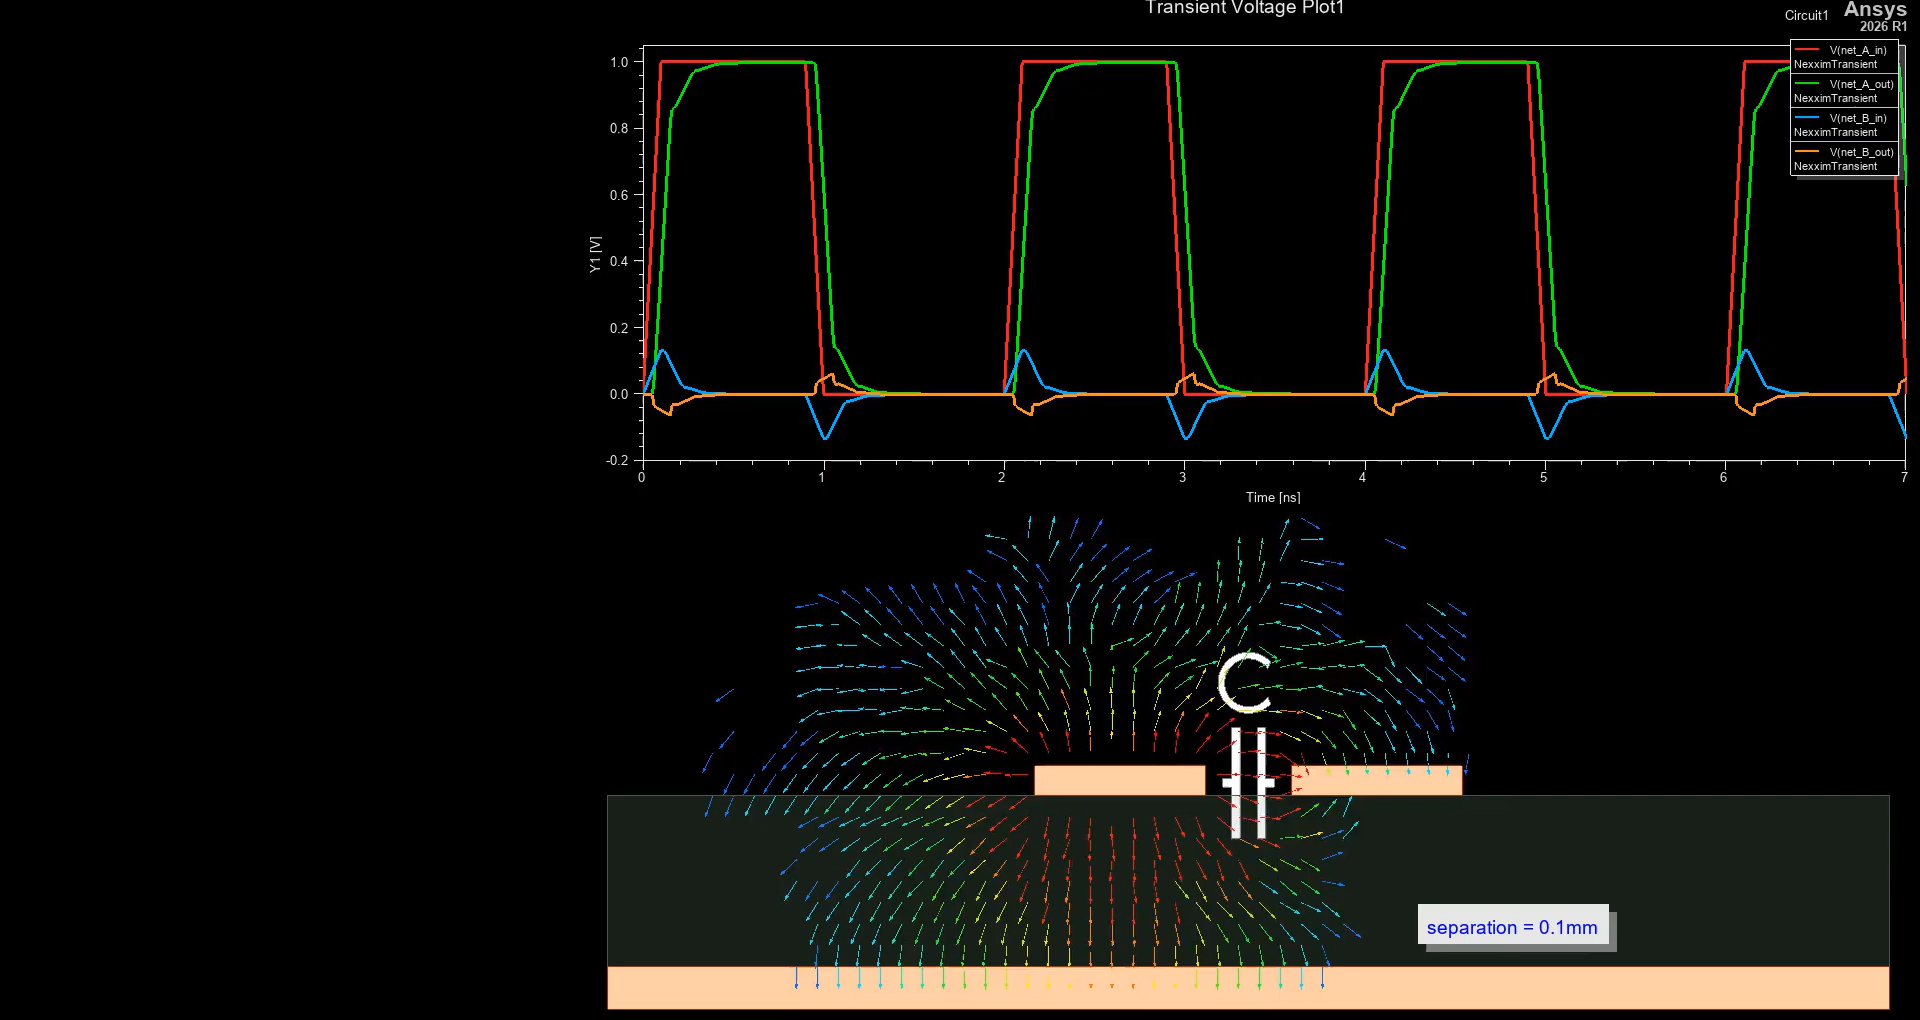 Transient Voltage Plot1
Circuit1
Ansys
2026 R1
V(net_A_in)
NexximTransient
V(net_A_out)
NexximTransient
V(net_B_in)
NexximTransient
V(net_B_out)
NexximTransient
1.0
0.8
0.6
0.4
0.2
0.0
-0.2
Y1 [V]
0 1 2 3 4 5 6 7
Time [ns]
C
separation = 0.1mm